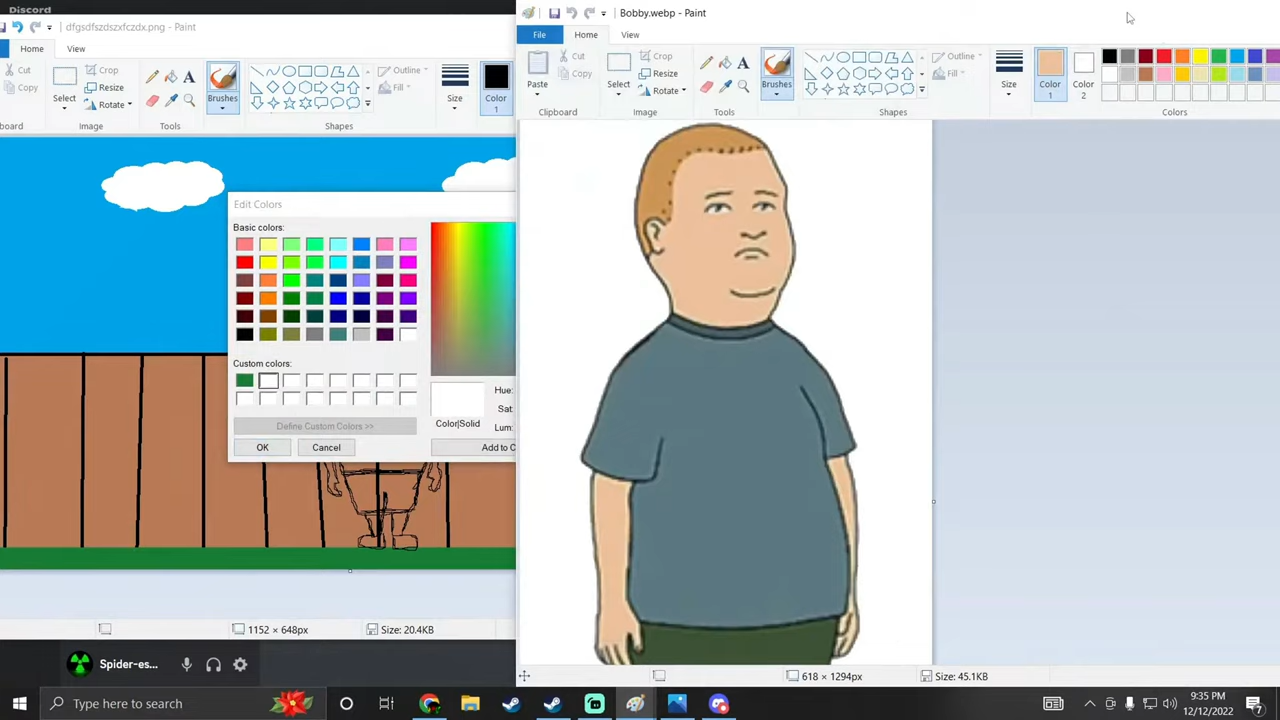 Discord
dfgsdfszdszxfczdx.png - Paint
Home
View
Cut
Copy
Select
Crop
Resize
Rotate
Brushes
Outline
Fill
Size
Color
1
Image
Tools
Shapes
Edit Colors
Basic colors:
Custom colors:
Define Custom Colors >>
OK
Cancel
Color|Solid
Hue:
Sat:
Lum:
Add to C
1152 × 648px
Size: 20.4KB
Bobby.webp - Paint
File
Home
View
Paste
Cut
Copy
Clipboard
Select
Crop
Resize
Rotate
Image
Tools
Brushes
Outline
Fill
Shapes
Size
Color
1
Color
2
Colors
618 × 1294px
Size: 45.1KB
Spider-es...
Type here to search
9:35 PM
12/12/2022